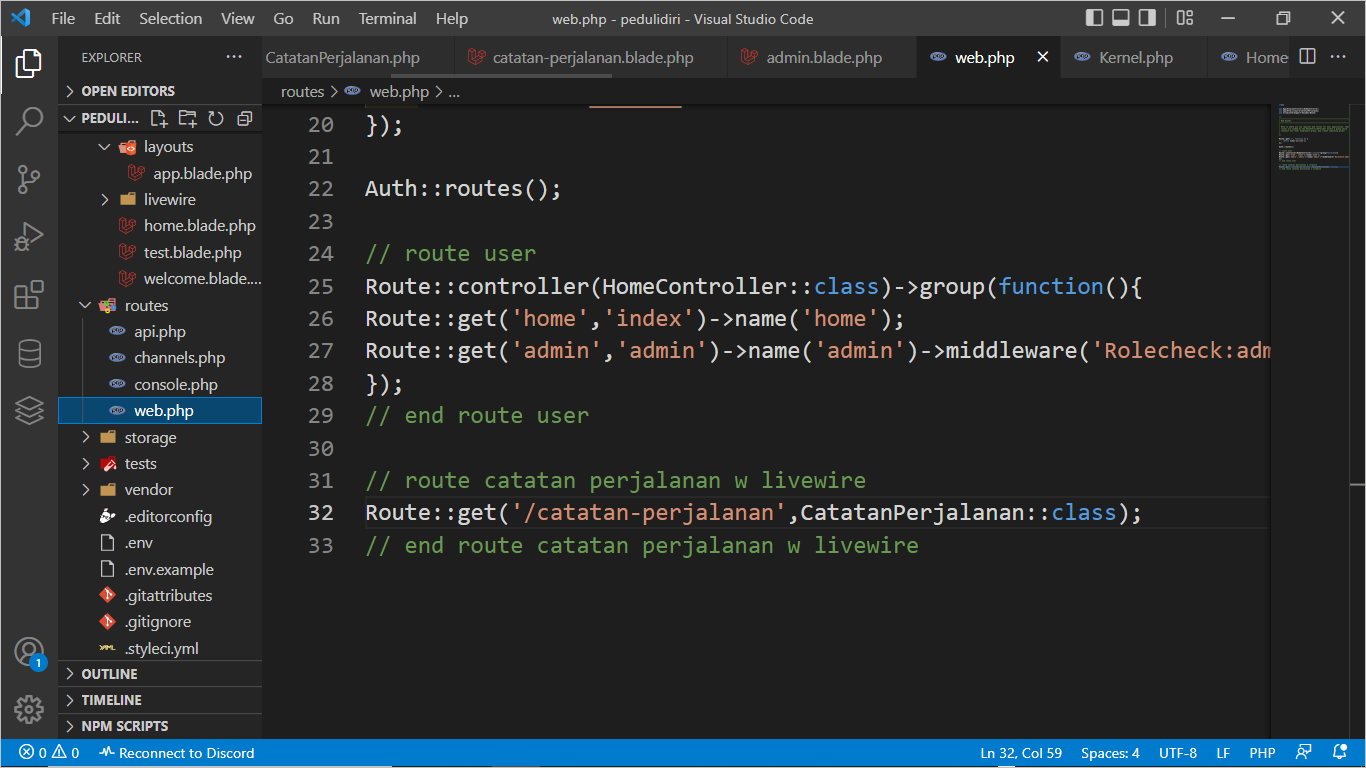 File Edit Selection View Go Run Terminal Help web.php - pedulidiri - Visual Studio Code
EXPLORER
CatatanPerjalanan.php catatan-perjalanan.blade.php admin.blade.php web.php Kernel.php Home
OPEN EDITORS
routes > web.php > ...
PEDULI...
layouts
app.blade.php
livewire
home.blade.php
test.blade.php
welcome.blade....
routes
api.php
channels.php
console.php
web.php
storage
tests
vendor
.editorconfig
.env
.env.example
.gitattributes
.gitignore
.styleci.yml
OUTLINE
TIMELINE
NPM SCRIPTS
20 });
21
22 Auth::routes();
23
24 // route user
25 Route::controller(HomeController::class)->group(function(){
26 Route::get('home','index')->name('home');
27 Route::get('admin','admin')->name('admin')->middleware('Rolecheck:adm
28 });
29 // end route user
30
31 // route catatan perjalanan w livewire
32 Route::get('/catatan-perjalanan',CatatanPerjalanan::class);
33 // end route catatan perjalanan w livewire
1
0 0 Reconnect to Discord Ln 32, Col 59 Spaces: 4 UTF-8 LF PHP